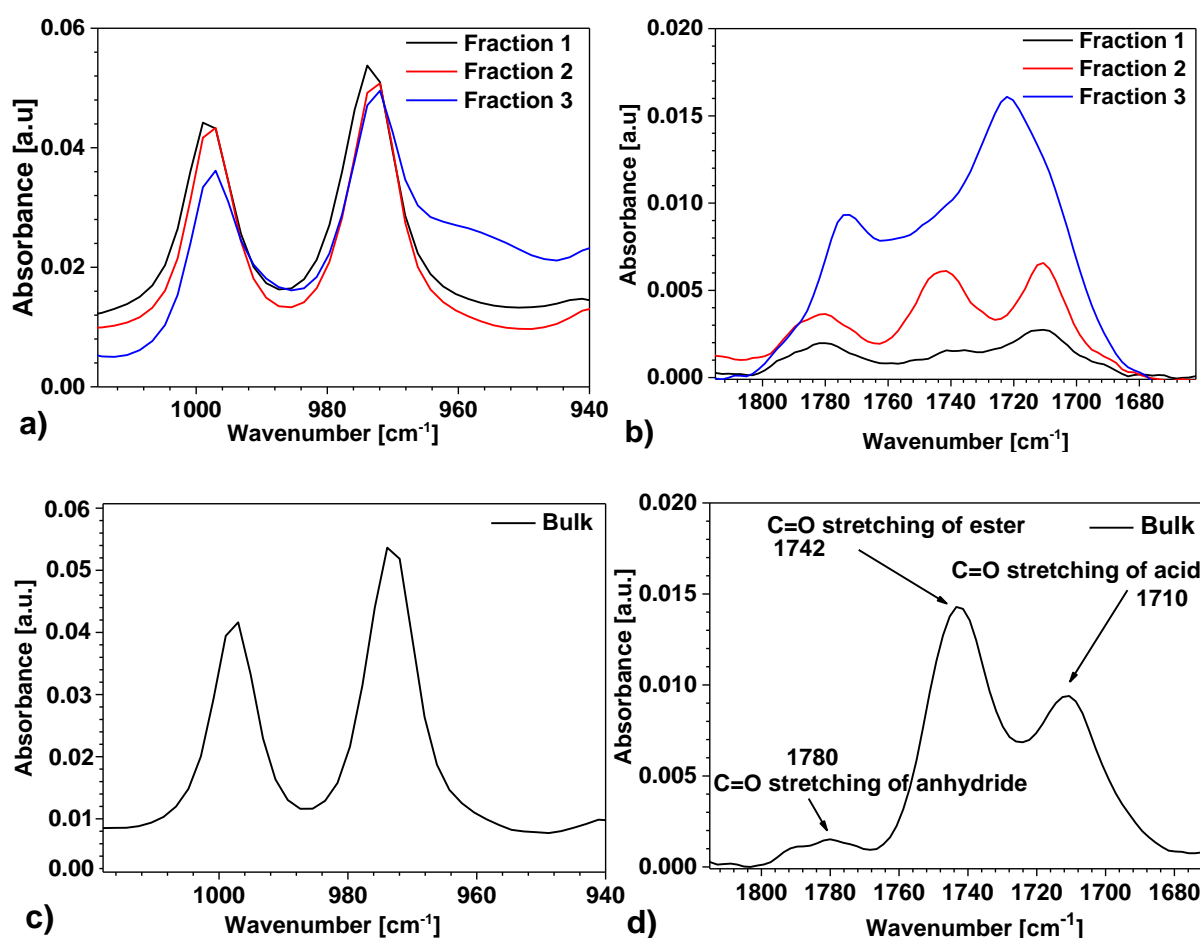 0.06
0.04
0.02
0.00
Absorbance [a.u]
Fraction 1
Fraction 2
Fraction 3
1000
980
960
940
Wavenumber [cm-1]
a)
0.020
0.015
0.010
0.005
0.000
Absorbance [a.u]
Fraction 1
Fraction 2
Fraction 3
1800
1780
1760
1740
1720
1700
1680
Wavenumber [cm-1]
b)
0.06
0.05
0.04
0.03
0.02
0.01
0.00
Absorbance [a.u.]
Bulk
1000
980
960
940
Wavenumber [cm-1]
c)
0.020
0.015
0.010
0.005
0.000
Absorbance [a.u.]
Bulk
C=O stretching of ester
1742
C=O stretching of acid
1710
1780
C=O stretching of anhydride
1800
1780
1760
1740
1720
1700
1680
Wavenumber [cm-1]
d)